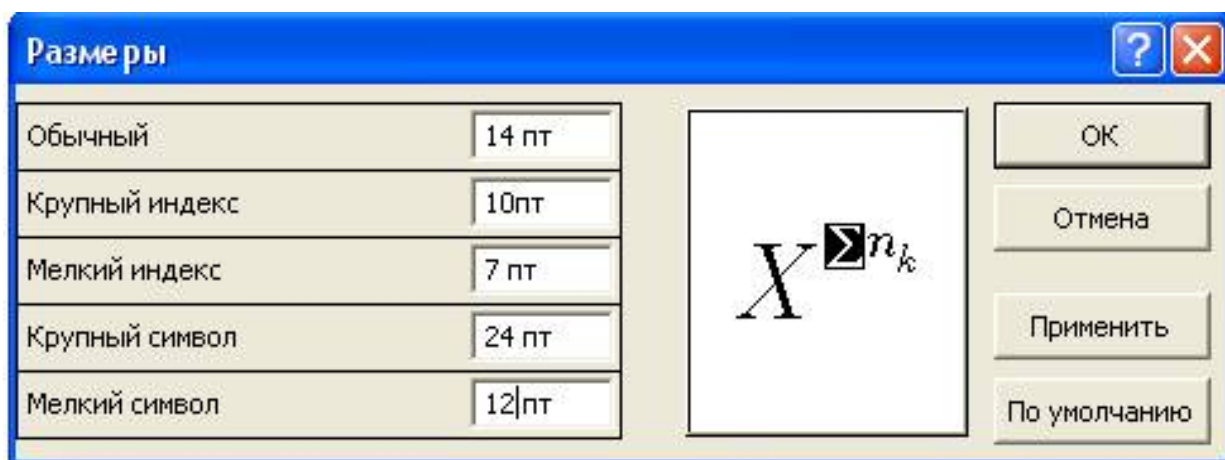 Размеры
Обычный 14 пт
Крупный индекс 10пт
Мелкий индекс 7 пт
Крупный символ 24 пт
Мелкий символ 12пт
X Σ n k
ОК
Отмена
Применить
По умолчанию